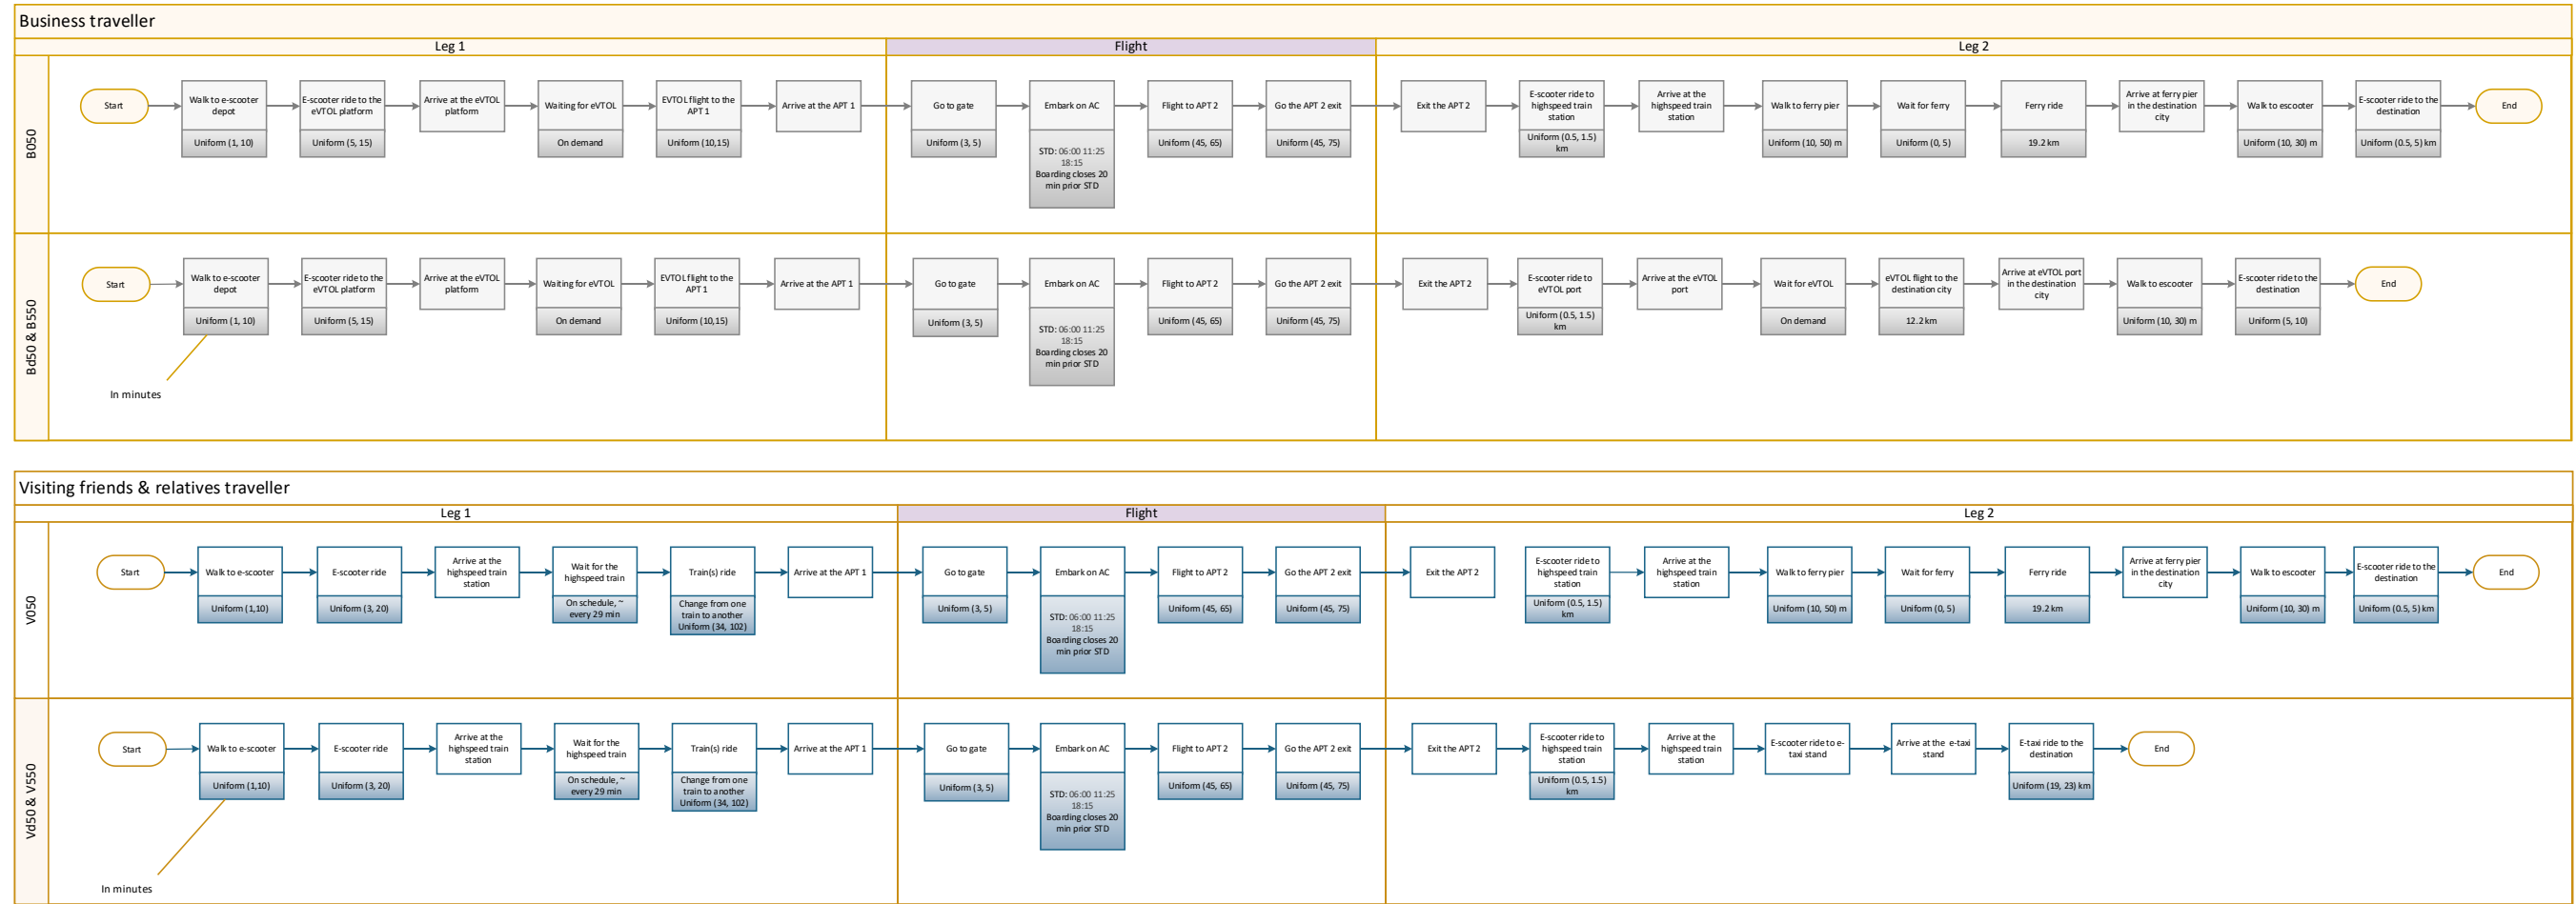 Business traveller
Leg 1
Flight
Leg 2
B050
Start
Walk to e-scooter
depot
Uniform (1, 10)
E-scooter ride to the
eVTOL platform
Uniform (5, 15)
Arrive at the eVTOL
platform
Waiting for eVTOL
On demand
EVTOL flight to the
APT 1
Uniform (10,15)
Arrive at the APT 1
Go to gate
Uniform (3, 5)
Embark on AC
STD: 06:00 11:25
18:15
Boarding closes 20
min prior STD
Flight to APT 2
Uniform (45, 65)
Go the APT 2 exit
Uniform (45, 75)
Exit the APT 2
E-scooter ride to
highspeed train
station
Uniform (0.5, 1.5)
km
Arrive at the
highspeed train
station
Walk to ferry pier
Uniform (10, 50) m
Wait for ferry
Uniform (0, 5)
Ferry ride
19.2 km
Arrive at ferry pier
in the destination
city
Walk to escooter
Uniform (10, 30) m
E-scooter ride to the
destination
Uniform (0.5, 5) km
End
Bd50 & B550
Start
Walk to e-scooter
depot
Uniform (1, 10)
In minutes
E-scooter ride to the
eVTOL platform
Uniform (5, 15)
Arrive at the eVTOL
platform
Waiting for eVTOL
On demand
EVTOL flight to the
APT 1
Uniform (10,15)
Arrive at the APT 1
Go to gate
Uniform (3, 5)
Embark on AC
STD: 06:00 11:25
18:15
Boarding closes 20
min prior STD
Flight to APT 2
Uniform (45, 65)
Go the APT 2 exit
Uniform (45, 75)
Exit the APT 2
E-scooter ride to
eVTOL port
Uniform (0.5, 1.5)
km
Arrive at the eVTOL
port
Wait for eVTOL
On demand
eVTOL flight to the
destination city
12.2 km
Arrive at eVTOL port
in the destination
city
Walk to escooter
Uniform (10, 30) m
E-scooter ride to the
destination
Uniform (5, 10)
End
Visiting friends & relatives traveller
Leg 1
Flight
Leg 2
V050
Start
Walk to e-scooter
Uniform (1,10)
E-scooter ride
Uniform (3, 20)
Arrive at the
highspeed train
station
Wait for the
highspeed train
On schedule, ~
every 29 min
Train(s) ride
Change from one
train to another
Uniform (34, 102)
Arrive at the APT 1
Go to gate
Uniform (3, 5)
Embark on AC
STD: 06:00 11:25
18:15
Boarding closes 20
min prior STD
Flight to APT 2
Uniform (45, 65)
Go the APT 2 exit
Uniform (45, 75)
Exit the APT 2
E-scooter ride to
highspeed train
station
Uniform (0.5, 1.5)
km
Arrive at the
highspeed train
station
Walk to ferry pier
Uniform (10, 50) m
Wait for ferry
Uniform (0, 5)
Ferry ride
19.2 km
Arrive at ferry pier
in the destination
city
Walk to escooter
Uniform (10, 30) m
E-scooter ride to the
destination
Uniform (0.5, 5) km
End
Vd50 & V550
Start
Walk to e-scooter
Uniform (1,10)
In minutes
E-scooter ride
Uniform (3, 20)
Arrive at the
highspeed train
station
Wait for the
highspeed train
On schedule, ~
every 29 min
Train(s) ride
Change from one
train to another
Uniform (34, 102)
Arrive at the APT 1
Go to gate
Uniform (3, 5)
Embark on AC
STD: 06:00 11:25
18:15
Boarding closes 20
min prior STD
Flight to APT 2
Uniform (45, 65)
Go the APT 2 exit
Uniform (45, 75)
Exit the APT 2
E-scooter ride to
highspeed train
station
Uniform (0.5, 1.5)
km
Arrive at the
highspeed train
station
E-scooter ride to e-
taxi stand
Arrive at the e-taxi
stand
E-taxi ride to the
destination
Uniform (19, 23) km
End